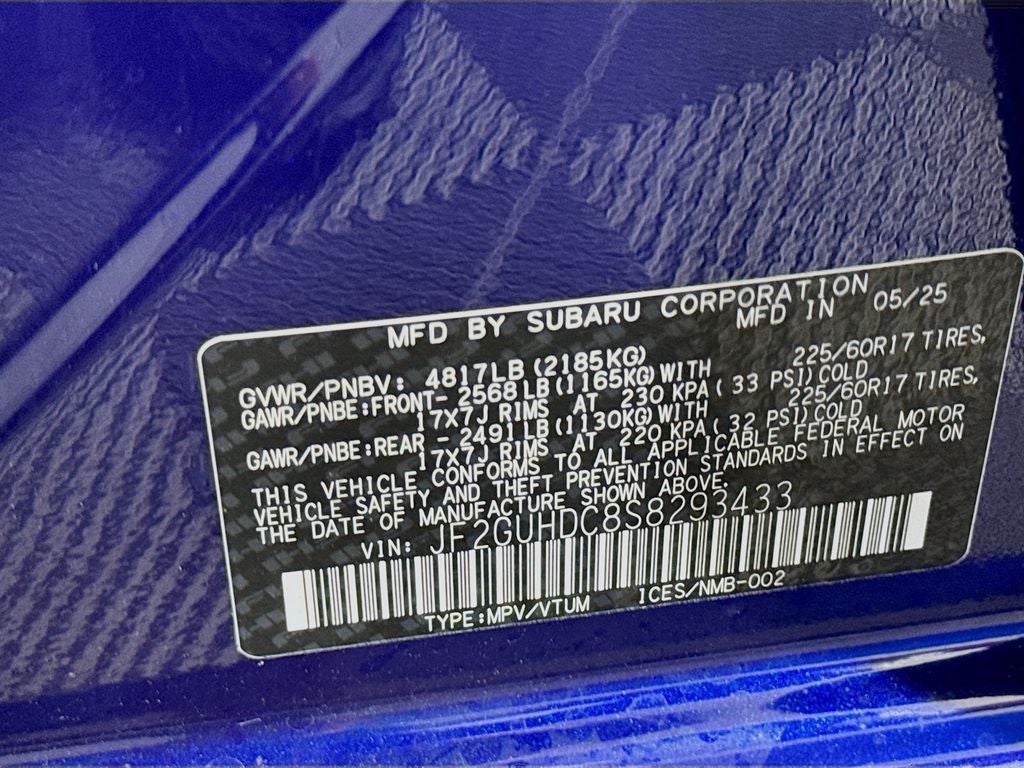 MFD BY SUBARU CORPORATION
MFD IN 05/25
GVWR/PNBV: 4817LB (2185KG)
GAWR/PNBE:FRONT- 2568LB(1165KG)WITH 225/60R17 TIRES,
17X7J RIMS AT 230 KPA( 33 PSI)COLD
GAWR/PNBE:REAR - 2491LB(1130KG)WITH 225/60R17 TIRES,
17X7J RIMS AT 220 KPA( 32 PSI)COLD
THIS VEHICLE CONFORMS TO ALL APPLICABLE FEDERAL MOTOR
VEHICLE SAFETY AND THEFT PREVENTION STANDARDS IN EFFECT ON
THE DATE OF MANUFACTURE SHOWN ABOVE.
VIN: JF2GUHDC8S8293433
TYPE:MPV/VTUM ICES/NMB-002